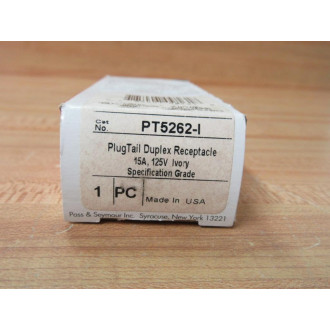 Cat
No. PT5262-I
PlugTail Duplex Receptacle
15A, 125V Ivory
Specification Grade
1 PC Made In USA
Pass & Seymour Inc. Syracuse, New York 13221